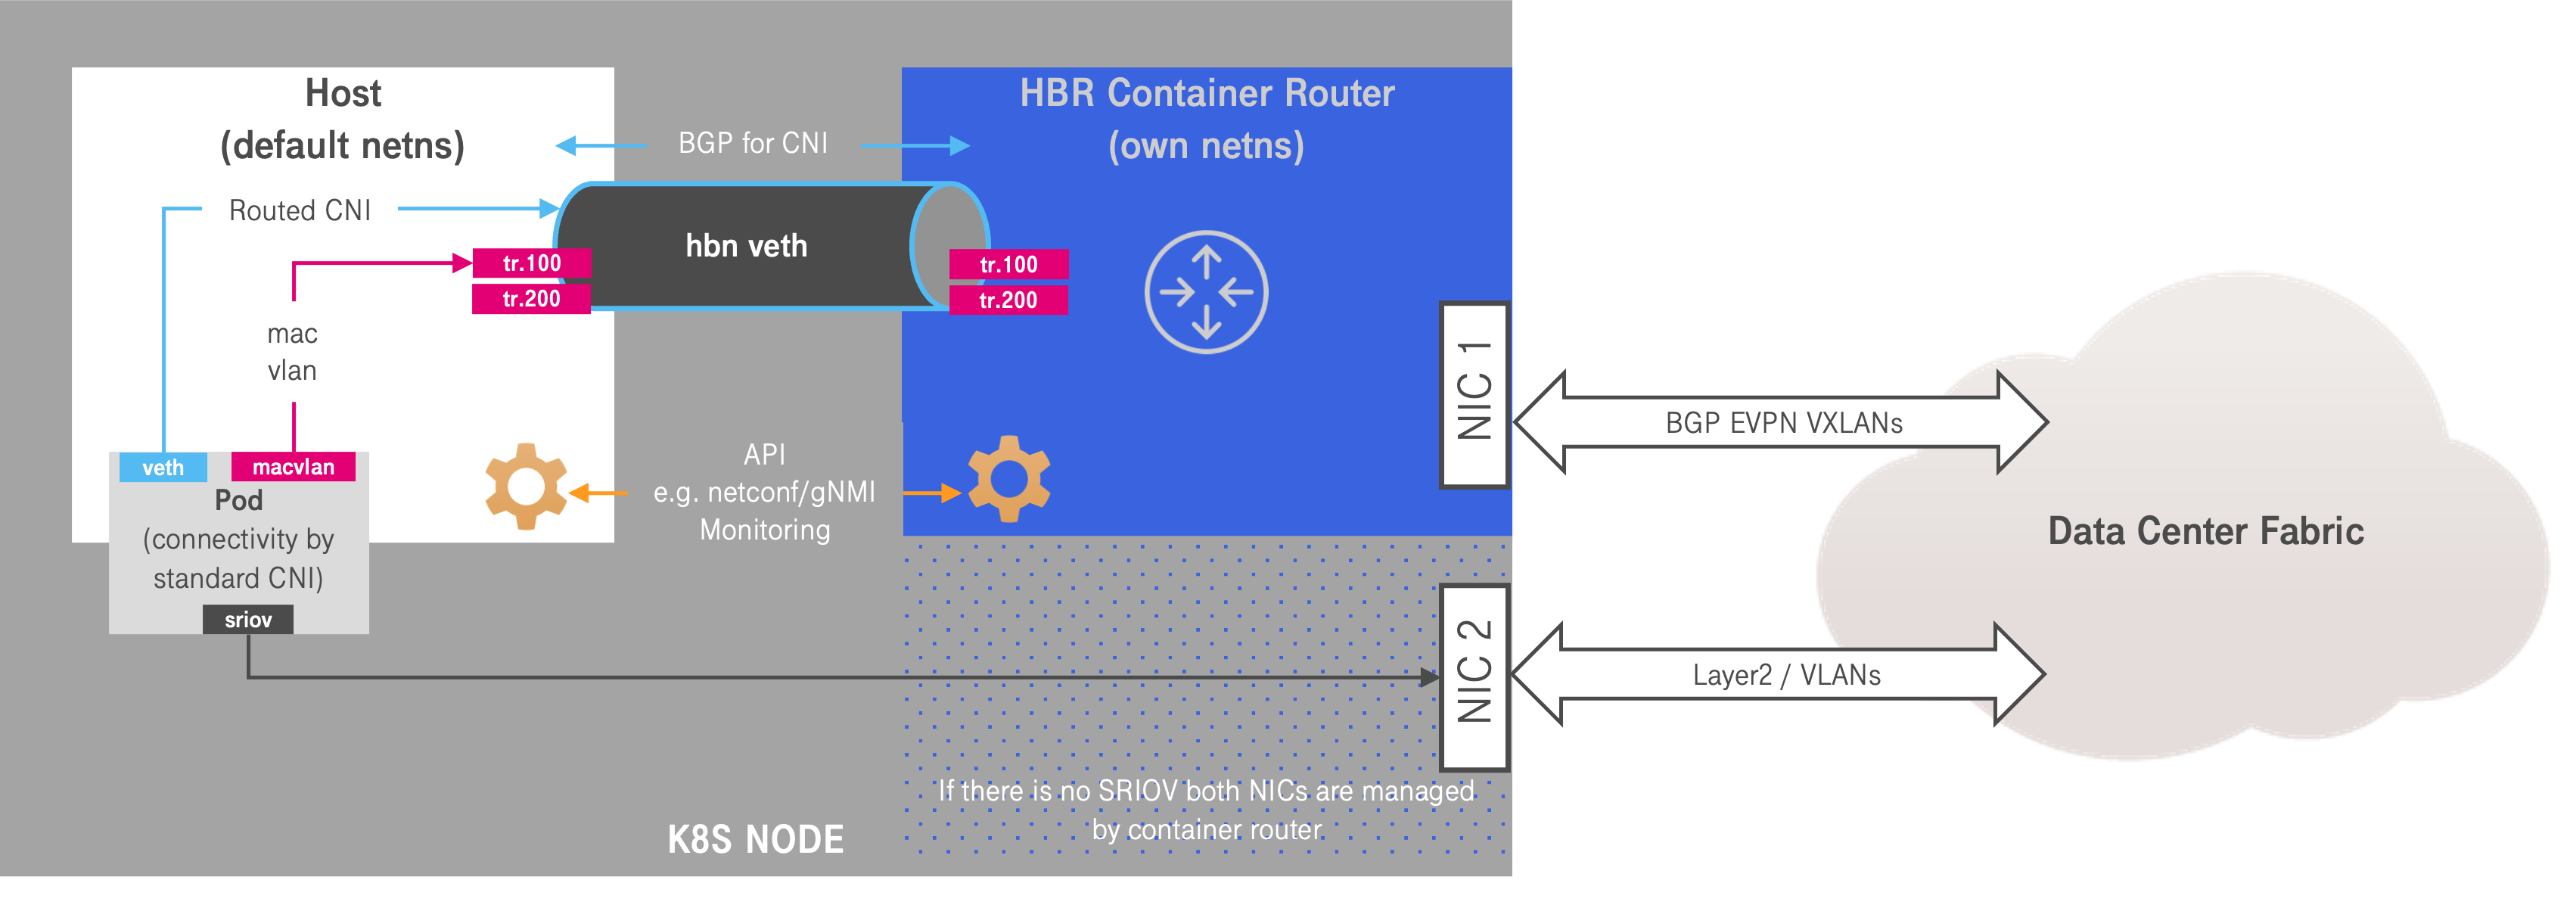 Host
(default netns)
HBR Container Router
(own netns)
BGP for CNI
Routed CNI
hbn veth
tr.100
tr.200
tr.100
tr.200
mac
vlan
veth
macvlan
Pod
(connectivity by
standard CNI)
sriov
API
e.g. netconf/gNMI
Monitoring
NIC 1
BGP EVPN VXLANs
Data Center Fabric
NIC 2
Layer2 / VLANs
If there is no SRIOV both NICs are managed
by container router
K8S NODE